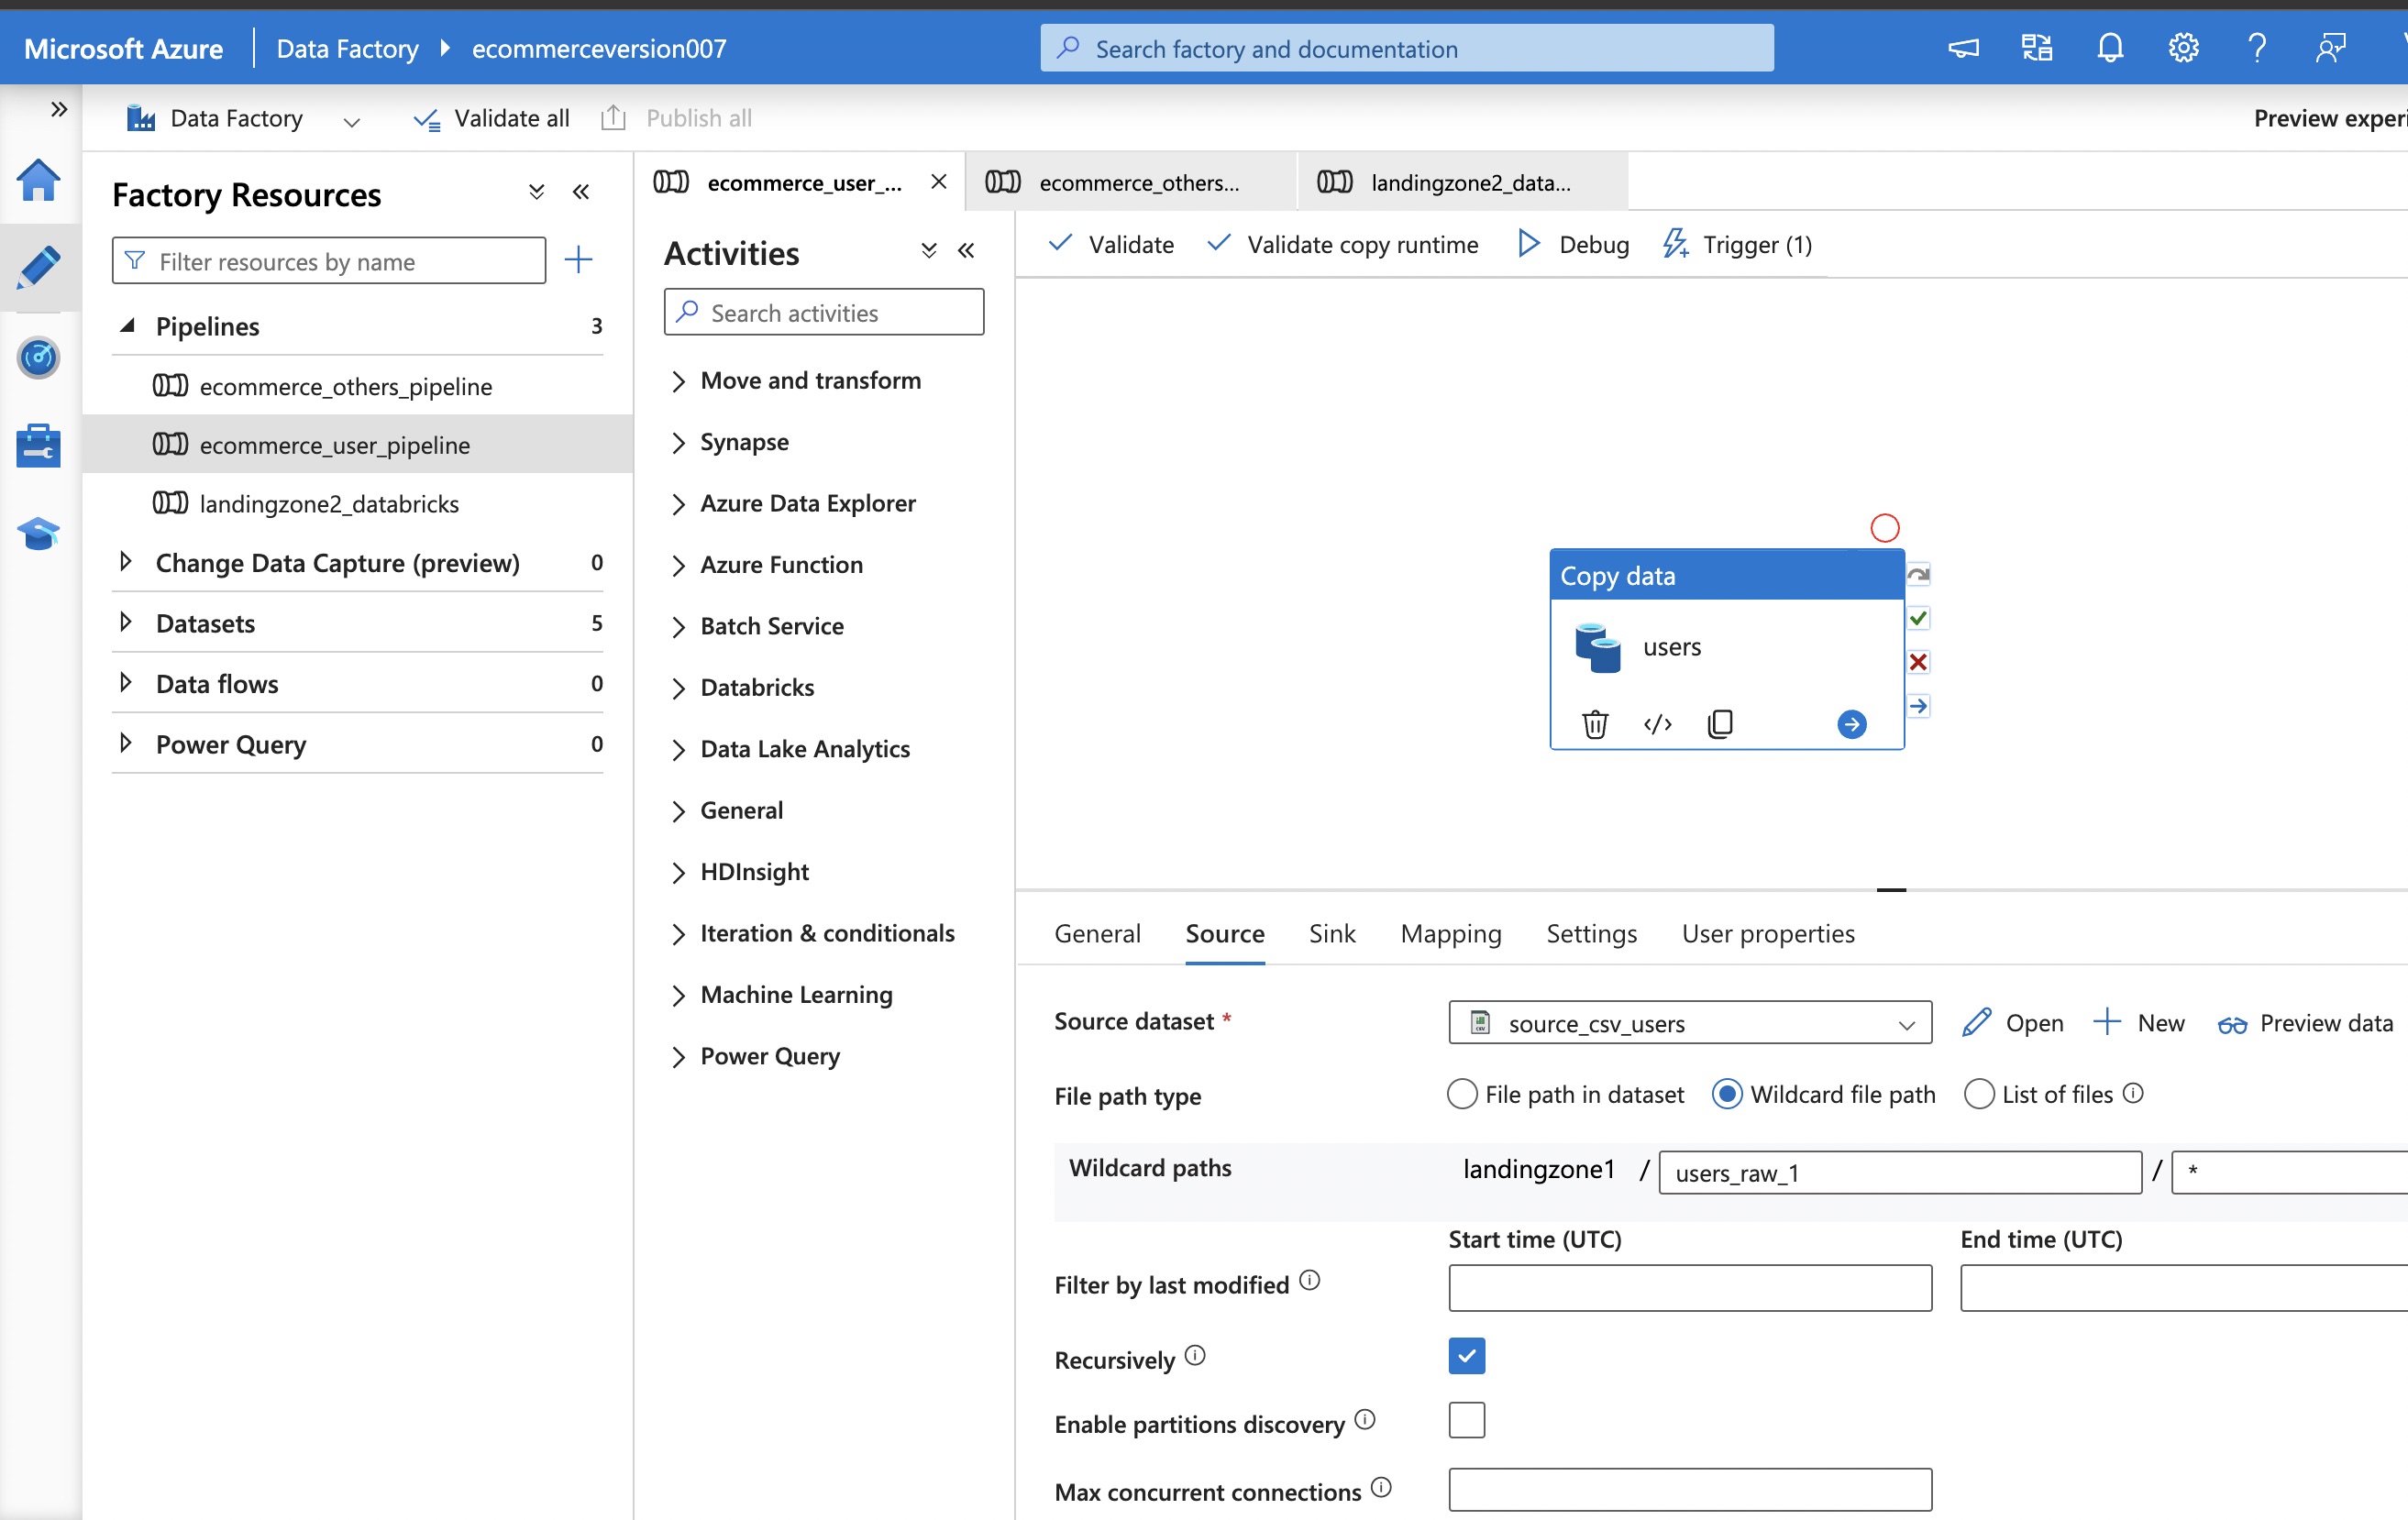 Microsoft Azure
Data Factory
ecommerceversion007
Search factory and documentation
Data Factory
Validate all
Publish all
Factory Resources
Filter resources by name
Pipelines
3
ecommerce_others_pipeline
ecommerce_user_pipeline
landingzone2_databricks
Change Data Capture (preview)
0
Datasets
5
Data flows
0
Power Query
0
ecommerce_user_...
ecommerce_others...
landingzone2_data...
Activities
Search activities
Move and transform
Synapse
Azure Data Explorer
Azure Function
Batch Service
Databricks
Data Lake Analytics
General
HDInsight
Iteration & conditionals
Machine Learning
Power Query
Validate
Validate copy runtime
Debug
Trigger (1)
Copy data
users
General
Source
Sink
Mapping
Settings
User properties
Source dataset *
source_csv_users
Open
New
Preview data
File path type
File path in dataset
Wildcard file path
List of files
Wildcard paths
landingzone1 / users_raw_1 / *
Start time (UTC)
End time (UTC)
Filter by last modified
Recursively
Enable partitions discovery
Max concurrent connections
Preview